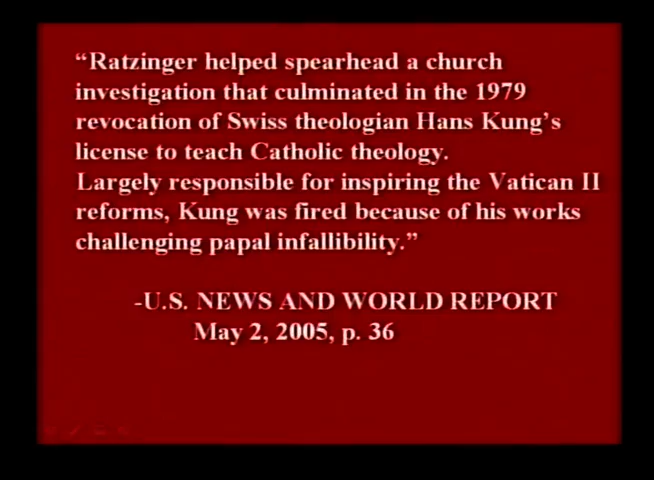 “Ratzinger helped spearhead a church
investigation that culminated in the 1979
revocation of Swiss theologian Hans Kung’s
license to teach Catholic theology.
Largely responsible for inspiring the Vatican II
reforms, Kung was fired because of his works
challenging papal infallibility.”
-U.S. NEWS AND WORLD REPORT
May 2, 2005, p. 36